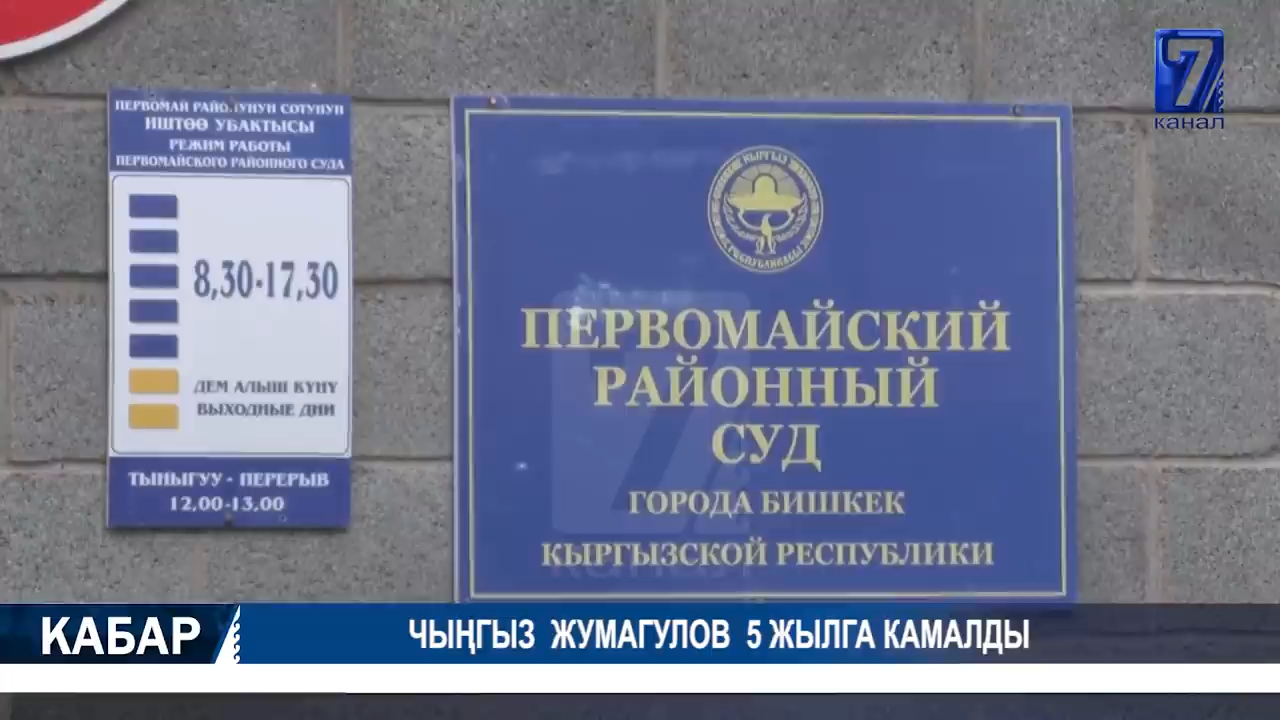 ПЕРВОМАЙ РАЙОНУНУН СОТУНУН
ИШТӨӨ УБАКТЫСЫ
РЕЖИМ РАБОТЫ
ПЕРВОМАЙСКОГО РАЙОННОГО СУДА
8,30-17,30
ДЕМ АЛЫШ КҮНҮ
ВЫХОДНЫЕ ДНИ
ТЫНЫГУУ - ПЕРЕРЫВ
12,00-13,00
ПЕРВОМАЙСКИЙ
РАЙОННЫЙ
СУД
ГОРОДА БИШКЕК
КЫРГЫЗСКОЙ РЕСПУБЛИКИ
7
канал
КАБАР
ЧЫҢГЫЗ ЖУМАГУЛОВ 5 ЖЫЛГА КАМАЛДЫ